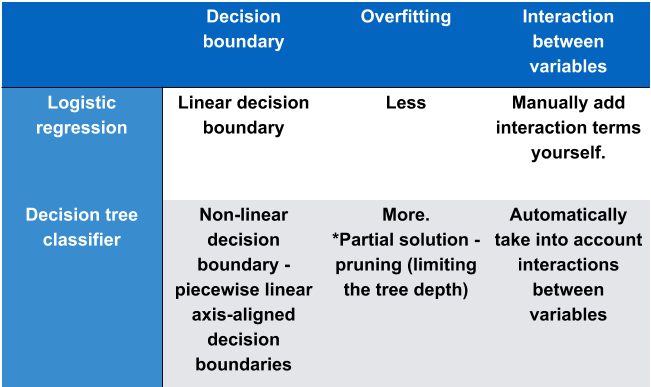 Decision
boundary
Overfitting
Interaction
between
variables
Logistic
regression
Linear decision
boundary
Less
Manually add
interaction terms
yourself.
Decision tree
classifier
Non-linear
decision
boundary -
piecewise linear
axis-aligned
decision
boundaries
More.
*Partial solution -
pruning (limiting
the tree depth)
Automatically
take into account
interactions
between
variables